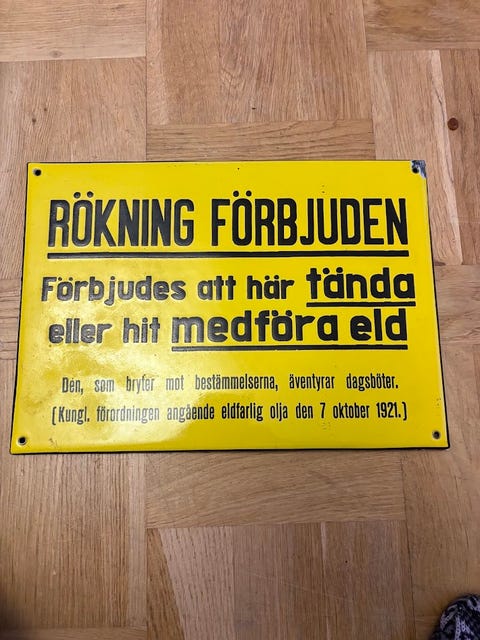 RÖKNING FÖRBJUDEN
Förbjudes att här tända
eller hit medföra eld
Den, som bryter mot bestämmelserna, äventyrar dagsböter.
(Kungl. förordningen angående eldfarlig olja den 7 oktober 1921.)